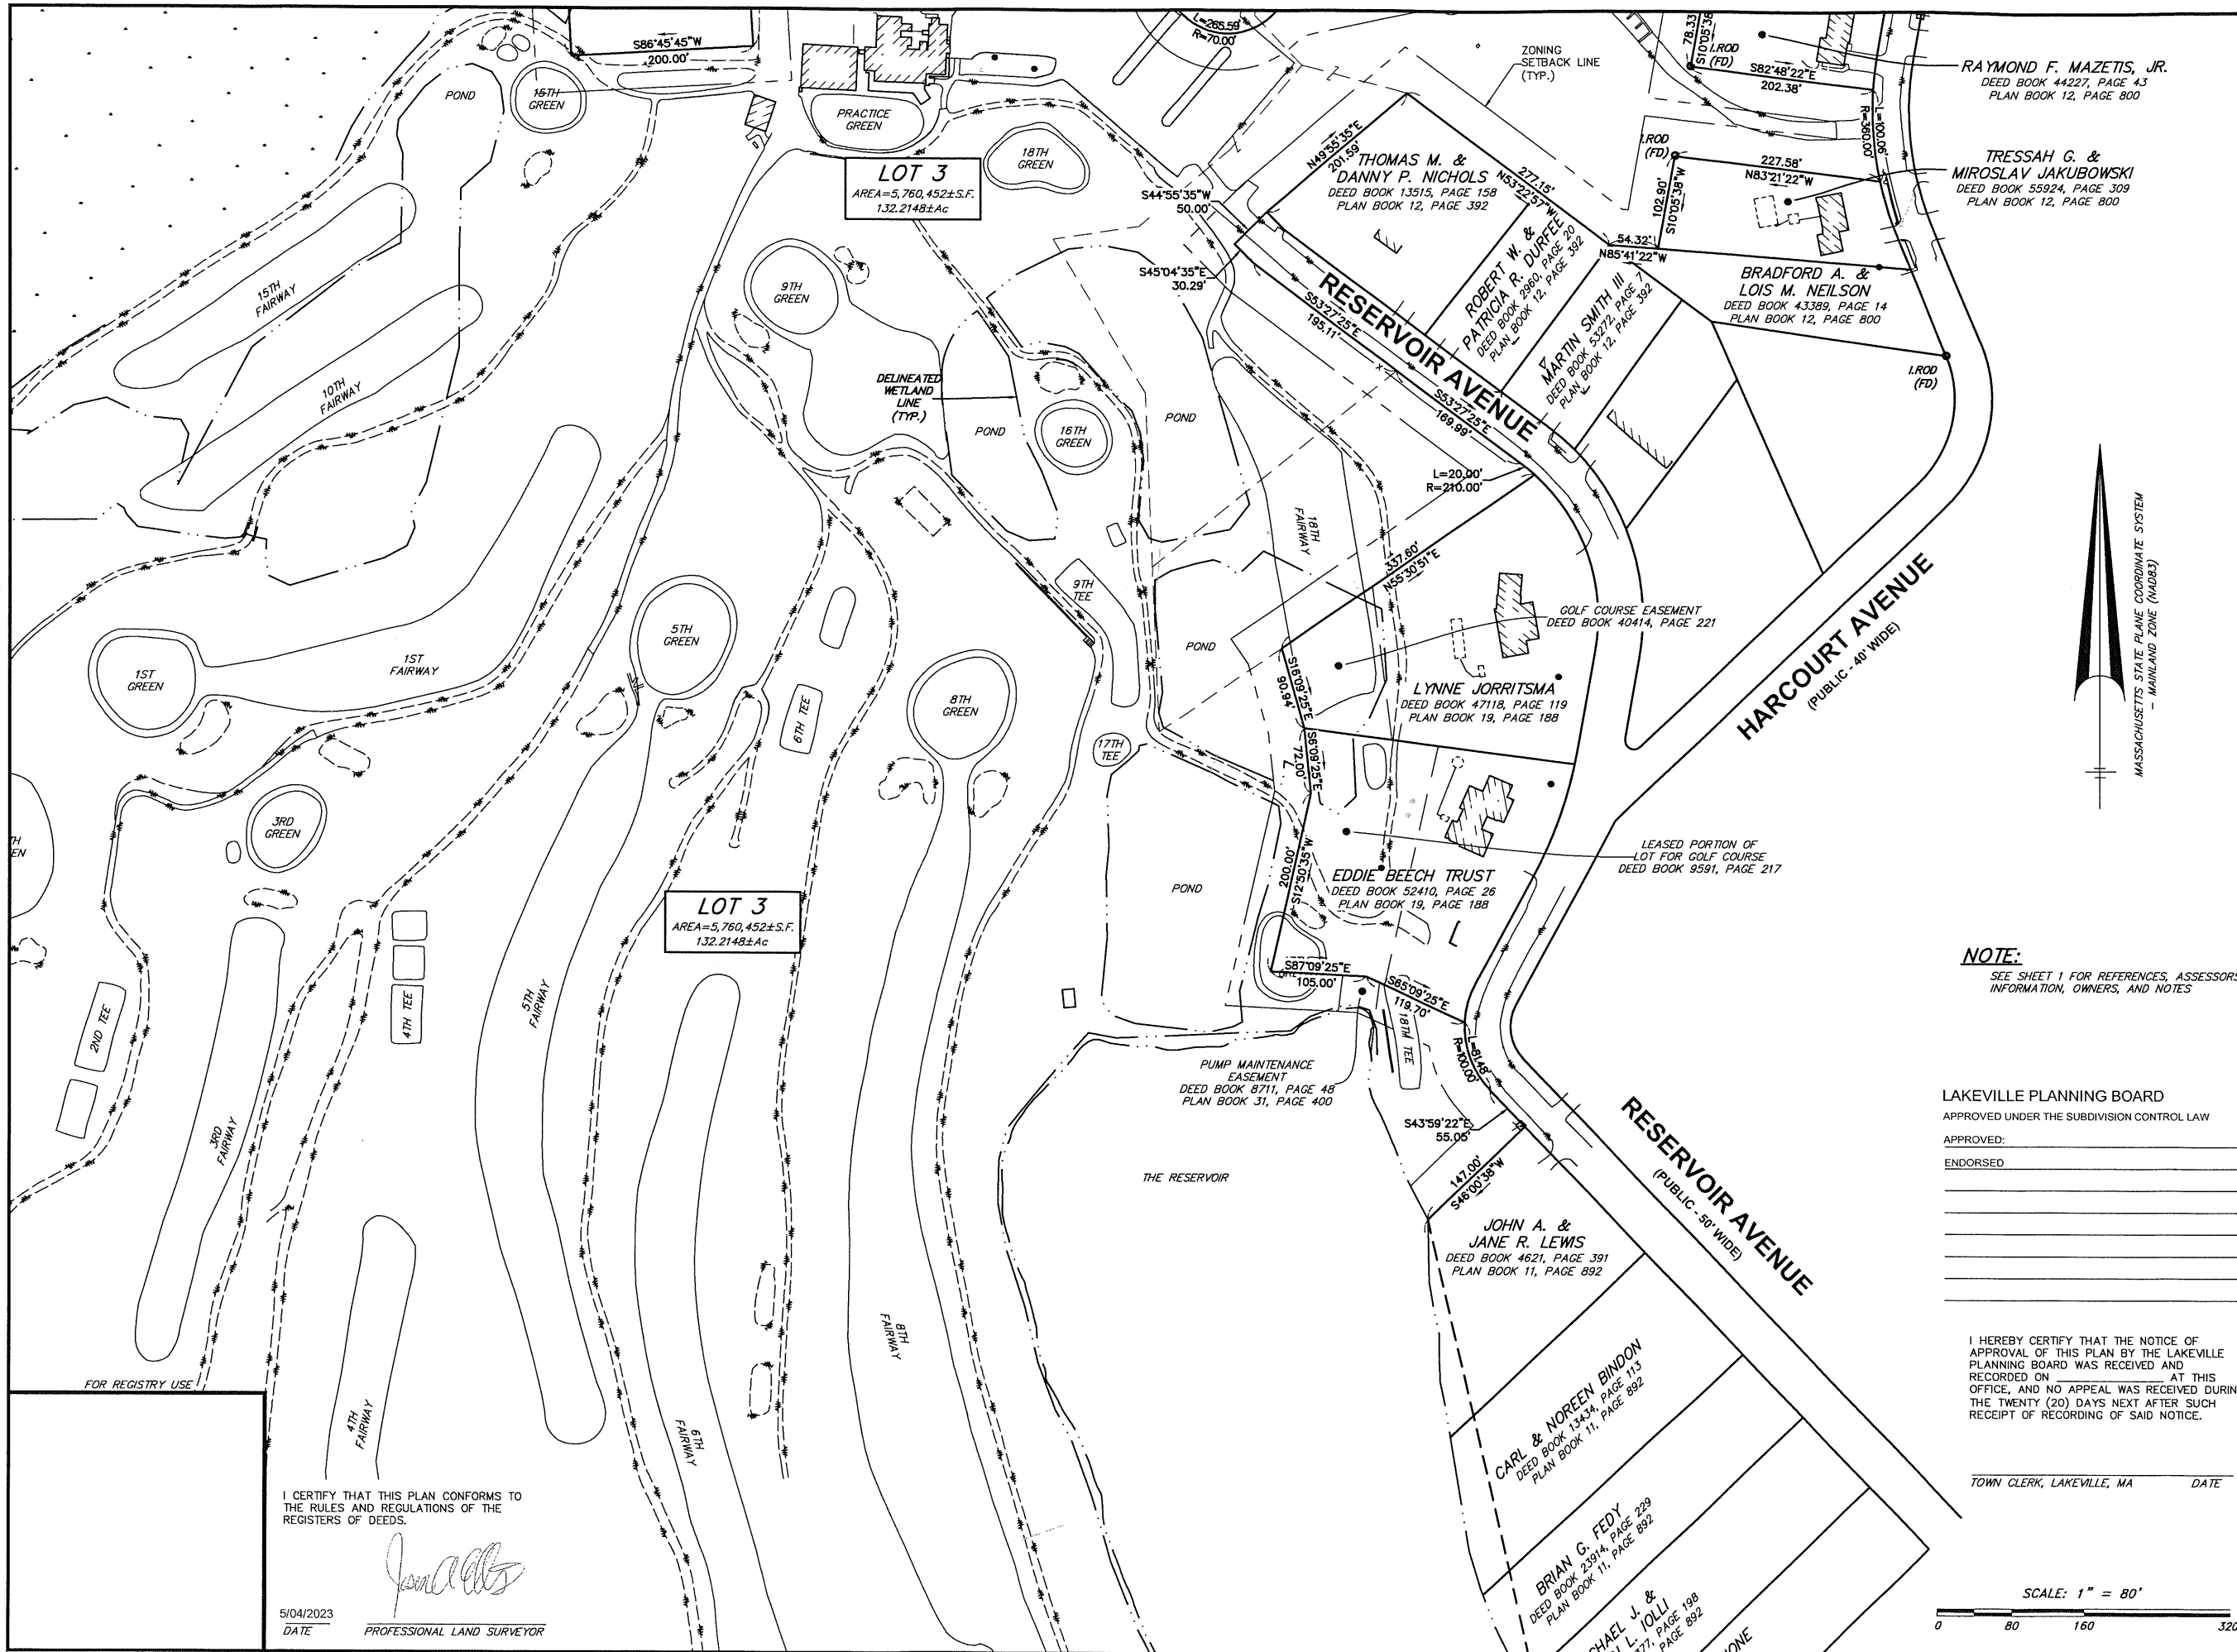 S86°45'45"W
200.00'
POND
15TH
GREEN
PRACTICE
GREEN
18TH
GREEN
LOT 3
AREA=5,760,452±S.F.
132.2148±Ac
L=265.59'
R=70.00'
ZONING
SETBACK LINE
(TYP.)
78.33'
S10°05'38"
I.ROD
(FD)
S82°48'22"E
202.38'
L=100.06'
R=360.00'
RAYMOND F. MAZETIS, JR.
DEED BOOK 44227, PAGE 43
PLAN BOOK 12, PAGE 800
TRESSAH G. &
MIROSLAV JAKUBOWSKI
DEED BOOK 55924, PAGE 309
PLAN BOOK 12, PAGE 800
I.ROD
(FD)
227.58'
N83°21'22"W
102.90'
S10°05'38"W
54.32'
N85°41'22"W
N49°55'35"E
201.59'
THOMAS M. &
DANNY P. NICHOLS
DEED BOOK 13515, PAGE 158
PLAN BOOK 12, PAGE 392
277.15'
N53°22'57"W
S44°55'35"W
50.00'
S45°04'35"E
30.29'
ROBERT W. &
PATRICIA R. DURFEE
DEED BOOK 2960, PAGE 20
PLAN BOOK 12, PAGE 392
MARTIN SMITH III
DEED BOOK 53272, PAGE 7
PLAN BOOK 12, PAGE 392
BRADFORD A. &
LOIS M. NEILSON
DEED BOOK 43389, PAGE 14
PLAN BOOK 12, PAGE 800
I.ROD
(FD)
RESERVOIR AVENUE
S53°27'25"E
195.11'
S53°27'25"E
169.99'
L=20.00'
R=210.00'
15TH
FAIRWAY
10TH
FAIRWAY
9TH
GREEN
DELINEATED
WETLAND
LINE
(TYP.)
POND
16TH
GREEN
POND
18TH
FAIRWAY
337.60'
N55°30'51"E
HARCOURT AVENUE
(PUBLIC - 40' WIDE)
MASSACHUSETTS STATE PLANE COORDINATE SYSTEM
- MAINLAND ZONE (NAD83)
GOLF COURSE EASEMENT
DEED BOOK 40414, PAGE 221
9TH
TEE
POND
5TH
GREEN
1ST
GREEN
1ST
FAIRWAY
6TH TEE
8TH
GREEN
17TH
TEE
S16°09'25"E
90.94'
S6°09'25"E
72.00'
LYNNE JORRITSMA
DEED BOOK 47118, PAGE 119
PLAN BOOK 19, PAGE 188
3RD
GREEN
TH
EN
LEASED PORTION OF
LOT FOR GOLF COURSE
DEED BOOK 9591, PAGE 217
200.00'
S12°50'35"W
EDDIE BEECH TRUST
DEED BOOK 52410, PAGE 26
PLAN BOOK 19, PAGE 188
POND
LOT 3
AREA=5,760,452±S.F.
132.2148±Ac
S87°09'25"E
105.00'
S65°09'25"E
119.70'
18TH TEE
L=81.48'
R=100.00'
2ND TEE
4TH TEE
5TH
FAIRWAY
3RD
FAIRWAY
PUMP MAINTENANCE
EASEMENT
DEED BOOK 8711, PAGE 48
PLAN BOOK 31, PAGE 400
S43°59'22"E
55.05'
147.00'
S46°00'38"W
THE RESERVOIR
RESERVOIR AVENUE
(PUBLIC - 50' WIDE)
JOHN A. &
JANE R. LEWIS
DEED BOOK 4621, PAGE 391
PLAN BOOK 11, PAGE 892
8TH
FAIRWAY
6TH
FAIRWAY
4TH
FAIRWAY
CARL & NOREEN BINDON
DEED BOOK 13434, PAGE 113
PLAN BOOK 11, PAGE 892
BRIAN G. FEDY
DEED BOOK 23914, PAGE 229
PLAN BOOK 11, PAGE 892
CHAEL J. &
L. IOLLI
77, PAGE 198
PAGE 892
ONE
NOTE:
SEE SHEET 1 FOR REFERENCES, ASSESSORS
INFORMATION, OWNERS, AND NOTES
LAKEVILLE PLANNING BOARD
APPROVED UNDER THE SUBDIVISION CONTROL LAW
APPROVED:
ENDORSED
I HEREBY CERTIFY THAT THE NOTICE OF
APPROVAL OF THIS PLAN BY THE LAKEVILLE
PLANNING BOARD WAS RECEIVED AND
RECORDED ON ____________ AT THIS
OFFICE, AND NO APPEAL WAS RECEIVED DURIN
THE TWENTY (20) DAYS NEXT AFTER SUCH
RECEIPT OF RECORDING OF SAID NOTICE.
TOWN CLERK, LAKEVILLE, MA DATE
SCALE: 1" = 80'
0 80 160 320
FOR REGISTRY USE
I CERTIFY THAT THIS PLAN CONFORMS TO
THE RULES AND REGULATIONS OF THE
REGISTERS OF DEEDS.
5/04/2023
DATE PROFESSIONAL LAND SURVEYOR